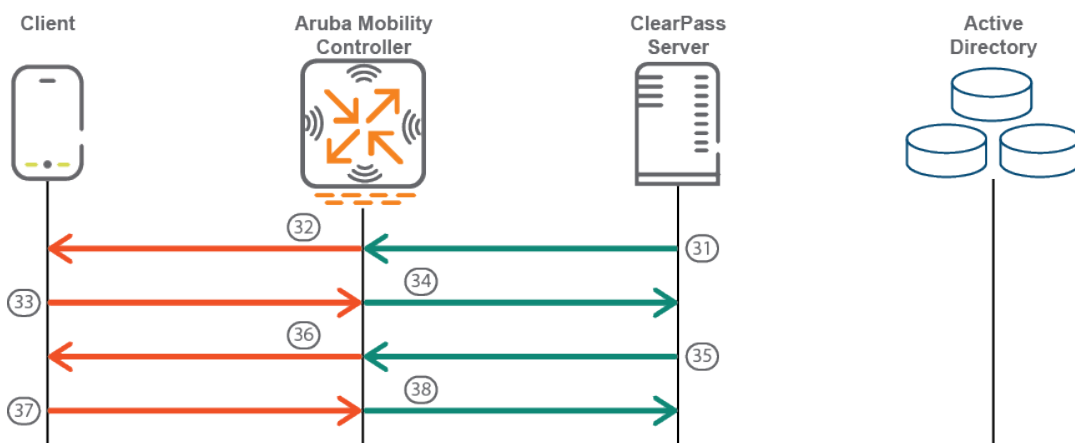 Client
Aruba Mobility
Controller
ClearPass
Server
Active
Directory
32
31
33
34
36
35
37
38